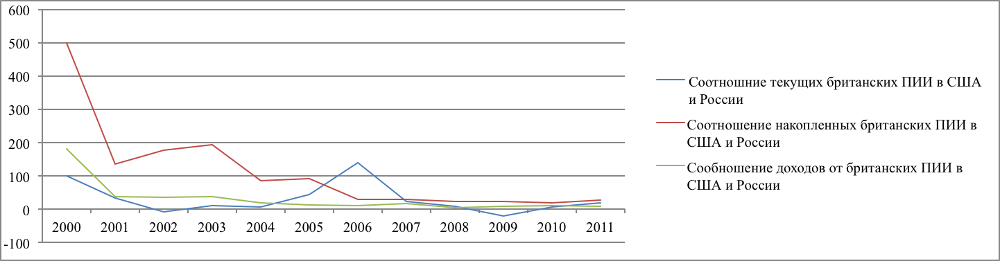 600
500
400
300
200
100
0
-100
2000 2001 2002 2003 2004 2005 2006 2007 2008 2009 2010 2011
Соотношние текущих британских ПИИ в США
и России
Соотношение накопленных британских ПИИ в
США и России
Сообношение доходов от британских ПИИ в
США и России